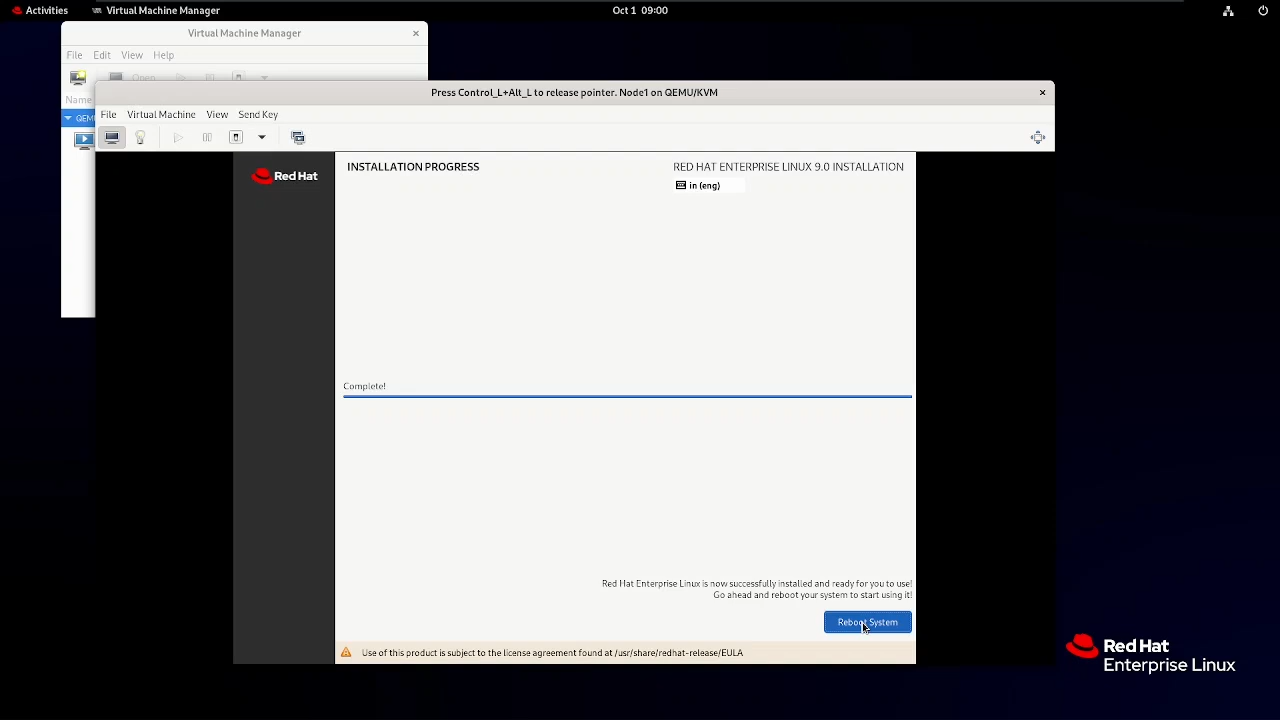 Activities
Virtual Machine Manager
Oct 1 09:00
Virtual Machine Manager
File Edit View Help
Open
Name
QEMU
Press Control_L+Alt_L to release pointer. Node1 on QEMU/KVM
File Virtual Machine View Send Key
Red Hat
INSTALLATION PROGRESS
RED HAT ENTERPRISE LINUX 9.0 INSTALLATION
in (eng)
Complete!
Red Hat Enterprise Linux is now successfully installed and ready for you to use!
Go ahead and reboot your system to start using it!
Reboot System
Use of this product is subject to the license agreement found at /usr/share/redhat-release/EULA
Red Hat
Enterprise Linux